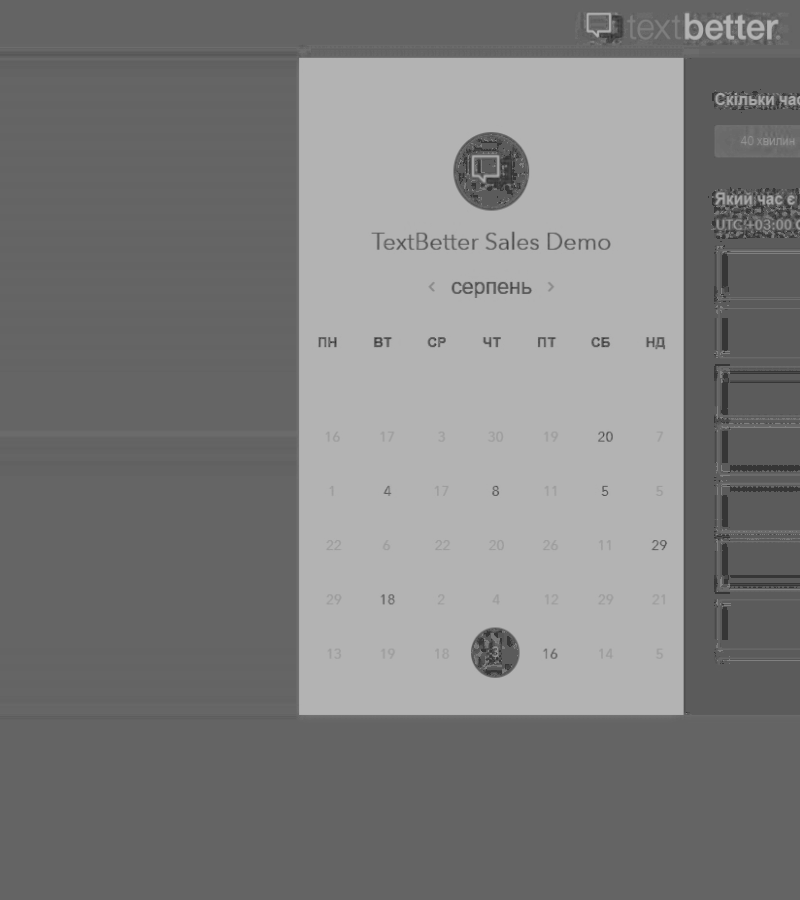 textbetter.
Скільки час
40 хвилин
Який час є
UTC +03:00
TextBetter Sales Demo
‹ серпень ›
ПН ВТ СР ЧТ ПТ СБ НД
16 17 3 30 19 20 7
1 4 17 8 11 5 5
22 6 22 20 26 11 29
29 18 2 4 12 29 21
13 19 18 3 16 14 5